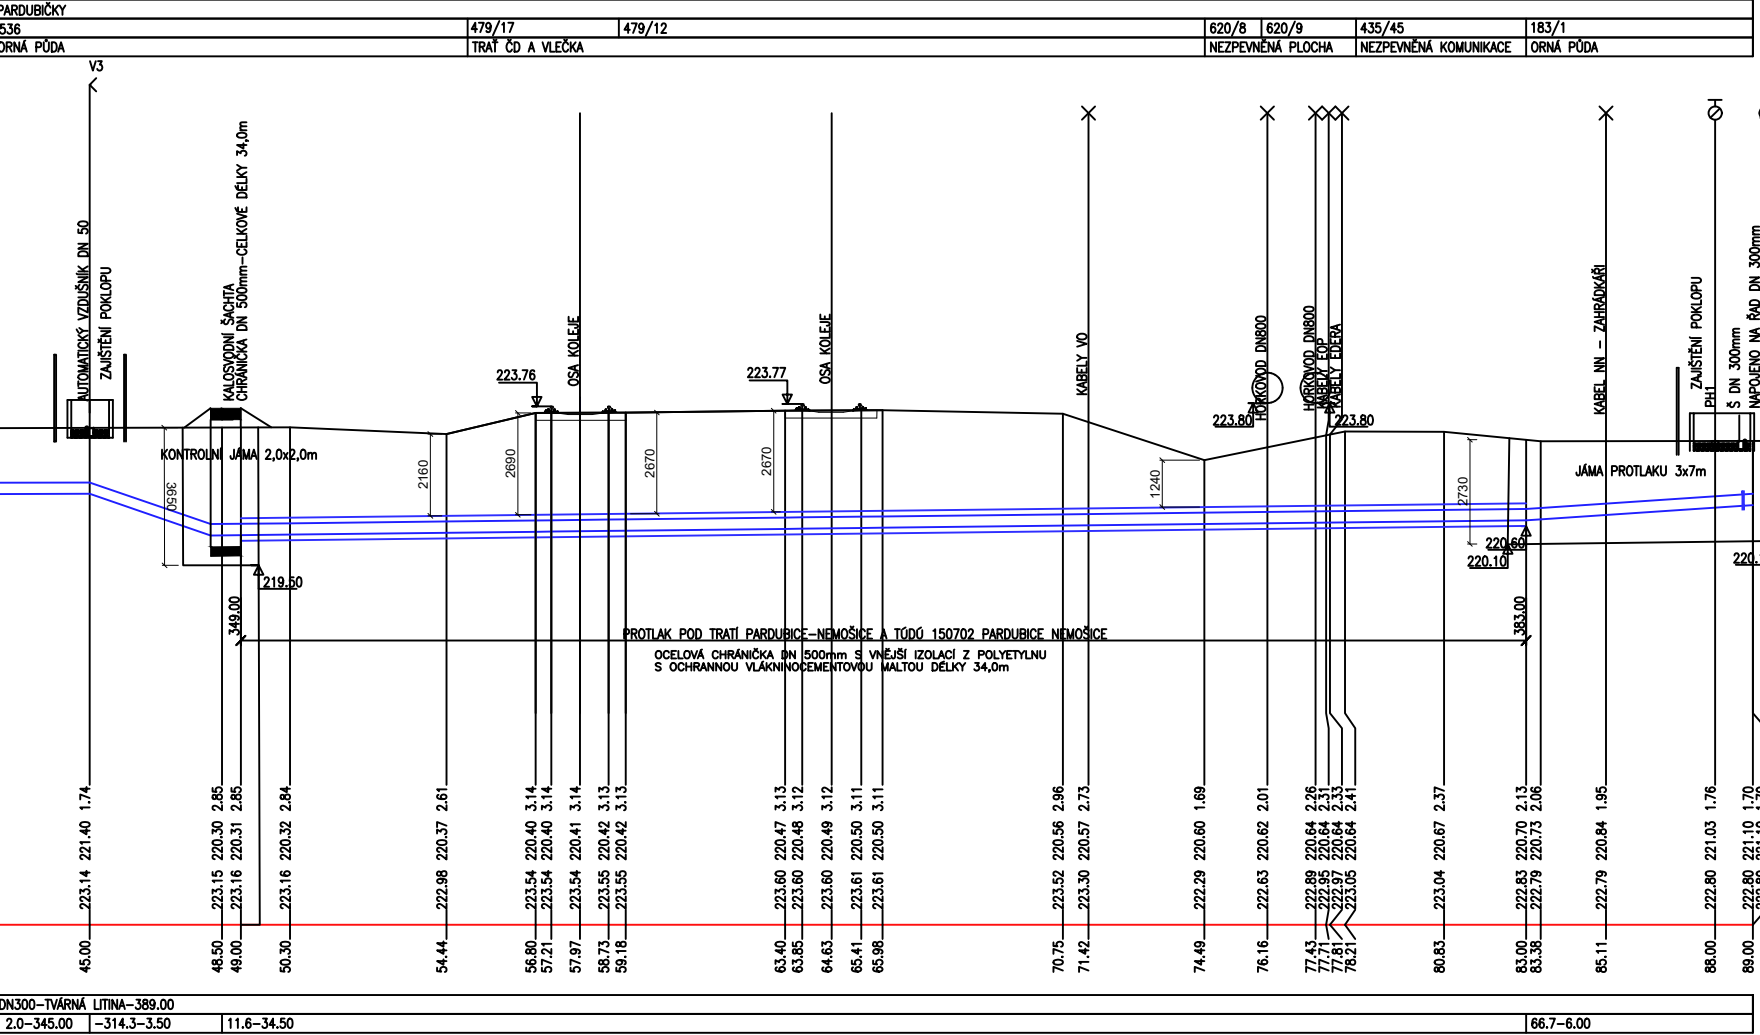 PARDUBIČKY
536
479/17
479/12
620/8
620/9
435/45
183/1
ORNÁ PŮDA
TRAŤ ČD A VLEČKA
NEZPEVNĚNÁ PLOCHA
NEZPEVNĚNÁ KOMUNIKACE
ORNÁ PŮDA
V3
AUTOMATICKÝ VZDUŠNÍK DN 50
ZAJIŠTĚNÍ POKLOPU
KALOSVODNÍ ŠACHTA
CHRÁNIČKA DN 500mm-CELKOVÉ DÉLKY 34,0m
OSA KOLEJE
OSA KOLEJE
KABELY VO
HORKOVOD DN800
HORKOVOD DN800
KABELY EOP
KABELY EDERA
KABEL NN - ZAHRÁDKÁŘI
ZAJIŠTĚNÍ POKLOPU
PH1
Š DN 300mm
NAPOJENO NA ŘAD DN 300mm
223.76
223.77
223.80
223.80
KONTROLNÍ JÁMA 2,0x2,0m
JÁMA PROTLAKU 3x7m
3650
2160
2690
2670
2670
1240
2730
220.60
220.10
219.50
349.00
383.00
PROTLAK POD TRATÍ PARDUBICE-NEMOŠICE A TÚDÚ 150702 PARDUBICE NEMOŠICE
OCELOVÁ CHRÁNIČKA DN 500mm S VNĚJŠÍ IZOLACÍ Z POLYETYLNU
S OCHRANNOU VLÁKNINOCEMENTOVOU MALTOU DÉLKY 34,0m
223.14 221.40 1.74
223.15 220.30 2.85
223.16 220.31 2.85
223.16 220.32 2.84
222.98 220.37 2.61
223.54 220.40 3.14
223.54 220.40 3.14
223.54 220.41 3.14
223.55 220.42 3.13
223.55 220.42 3.13
223.60 220.47 3.13
223.60 220.48 3.12
223.60 220.49 3.12
223.61 220.50 3.11
223.61 220.50 3.11
223.52 220.56 2.96
223.30 220.57 2.73
222.29 220.60 1.69
222.63 220.62 2.01
222.89 220.64 2.26
222.95 220.64 2.31
222.97 220.64 2.33
223.05 220.64 2.41
223.04 220.67 2.37
222.83 220.70 2.13
222.79 220.73 2.06
222.79 220.84 1.95
222.80 221.03 1.76
222.80 221.10 1.70
45.00
48.50
49.00
50.30
54.44
56.80
57.21
57.97
58.73
59.18
63.40
63.85
64.63
65.41
65.98
70.75
71.42
74.49
76.16
77.43
77.71
77.81
78.21
80.83
83.00
83.38
85.11
88.00
89.00
DN300-TVÁRNÁ LITINA-389.00
2.0-345.00
-314.3-3.50
11.6-34.50
66.7-6.00